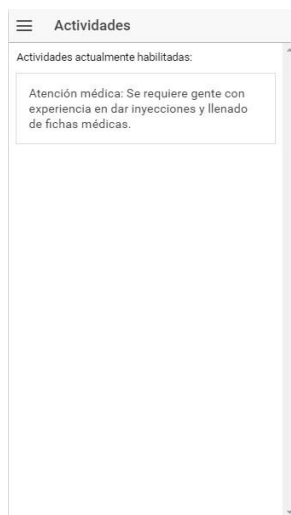 Actividades
Actividades actualmente habilitadas:
Atención médica: Se requiere gente con
experiencia en dar inyecciones y llenado
de fichas médicas.